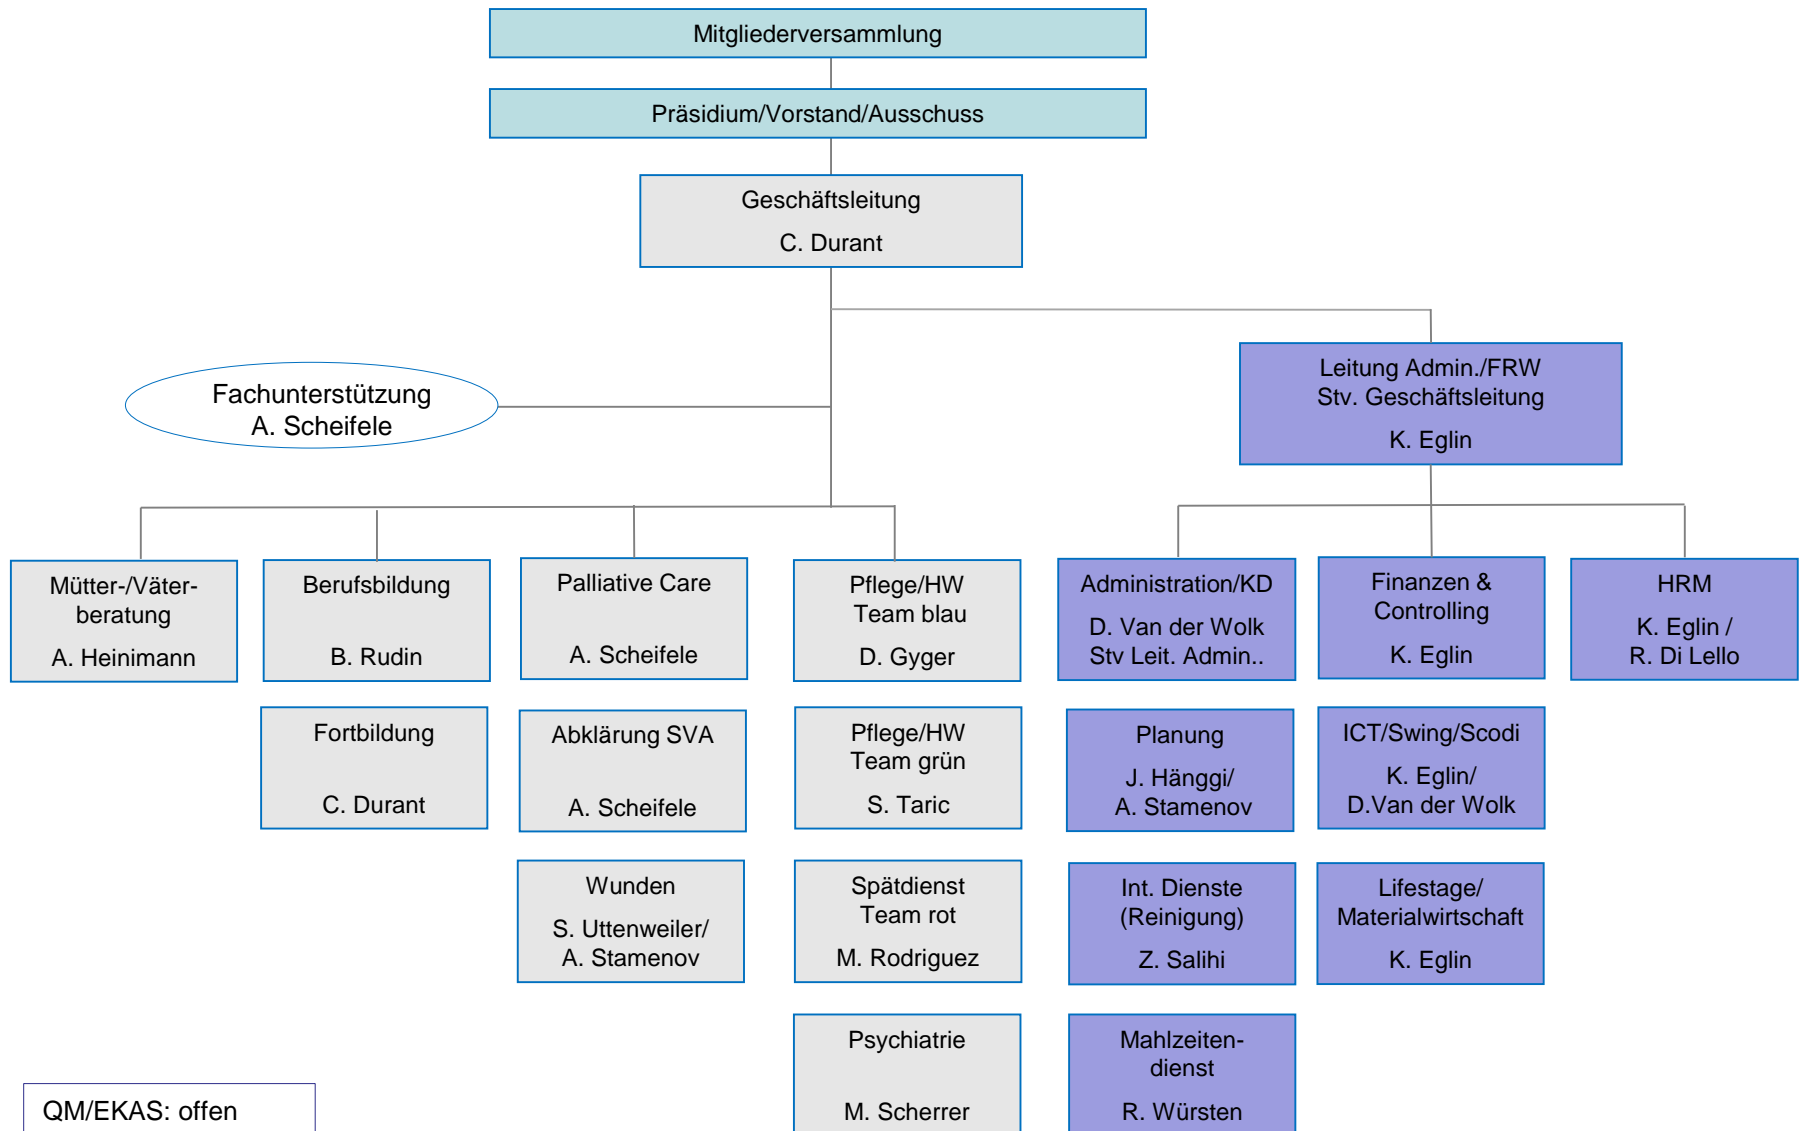 Mitgliederversammlung
Präsidium/Vorstand/Ausschuss
Geschäftsleitung
C. Durant
Fachunterstützung
A. Scheifele
Leitung Admin./FRW
Stv. Geschäftsleitung
K. Eglin
Mütter-/Väter-
beratung
A. Heinimann
Berufsbildung
B. Rudin
Palliative Care
A. Scheifele
Pflege/HW
Team blau
D. Gyger
Administration/KD
D. Van der Wolk
Stv Leit. Admin..
Finanzen &
Controlling
K. Eglin
HRM
K. Eglin /
R. Di Lello
Fortbildung
C. Durant
Abklärung SVA
A. Scheifele
Pflege/HW
Team grün
S. Taric
Planung
J. Hänggi/
A. Stamenov
ICT/Swing/Scodi
K. Eglin/
D.Van der Wolk
Wunden
S. Uttenweiler/
A. Stamenov
Spätdienst
Team rot
M. Rodriguez
Int. Dienste
(Reinigung)
Z. Salihi
Lifestage/
Materialwirtschaft
K. Eglin
Psychiatrie
M. Scherrer
Mahlzeiten-
dienst
R. Würsten
QM/EKAS: offen